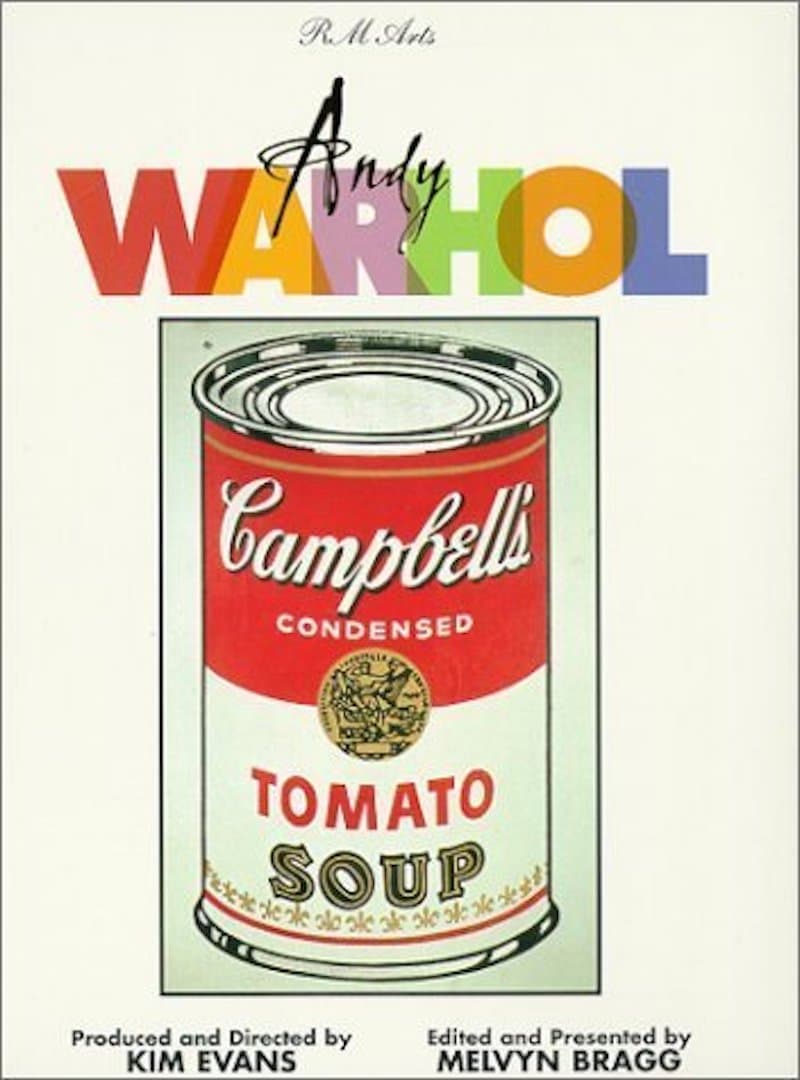 RM Arts
Andy
WARHOL
Campbell's
CONDENSED
TOMATO
SOUP
Produced and Directed by
KIM EVANS
Edited and Presented by
MELVYN BRAGG